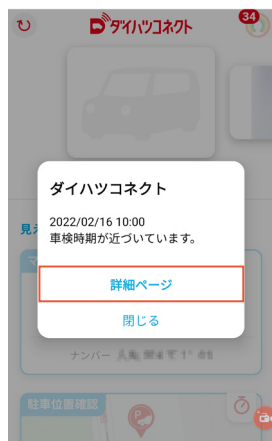 34
ダイハツコネクト
ダイハツコネクト
2022/02/16 10:00
車検時期が近づいています。
詳細ページ
閉じる
ナンバー
駐車位置確認